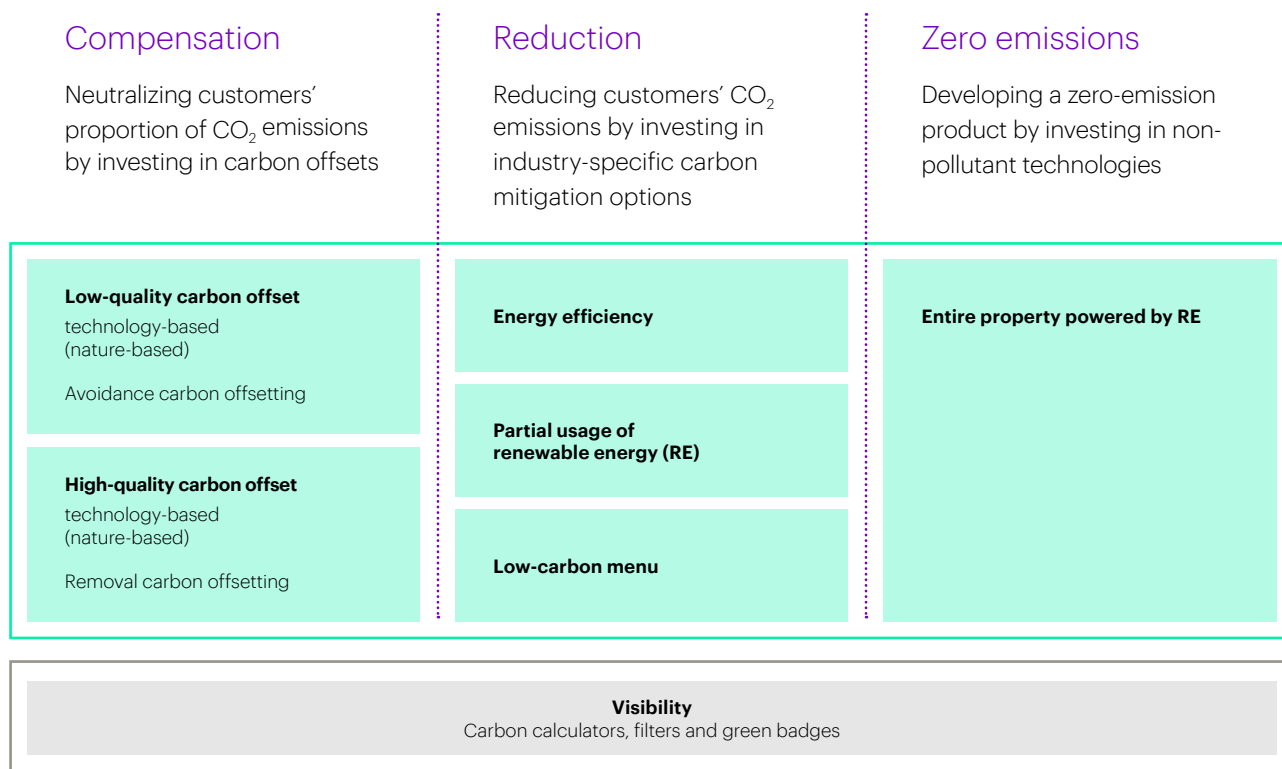 Compensation
Neutralizing customers’
proportion of CO₂ emissions
by investing in carbon offsets
Reduction
Reducing customers’ CO₂
emissions by investing in
industry-specific carbon
mitigation options
Zero emissions
Developing a zero-emission
product by investing in non-
pollutant technologies
Low-quality carbon offset
technology-based
(nature-based)
Avoidance carbon offsetting
High-quality carbon offset
technology-based
(nature-based)
Removal carbon offsetting
Energy efficiency
Partial usage of
renewable energy (RE)
Low-carbon menu
Entire property powered by RE
Visibility
Carbon calculators, filters and green badges